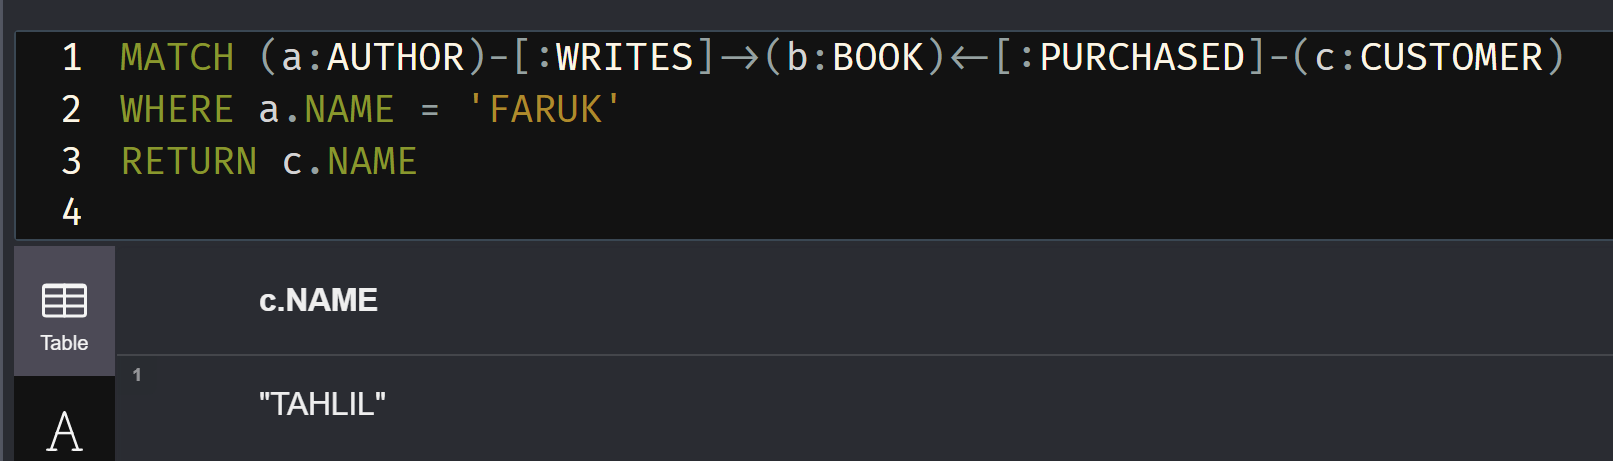 1 MATCH (a:AUTHOR)-[:WRITES]->(b:BOOK)<-[:PURCHASED]-(c:CUSTOMER)
2 WHERE a.NAME = 'FARUK'
3 RETURN c.NAME
4
c.NAME
Table
1
"TAHLIL"
A